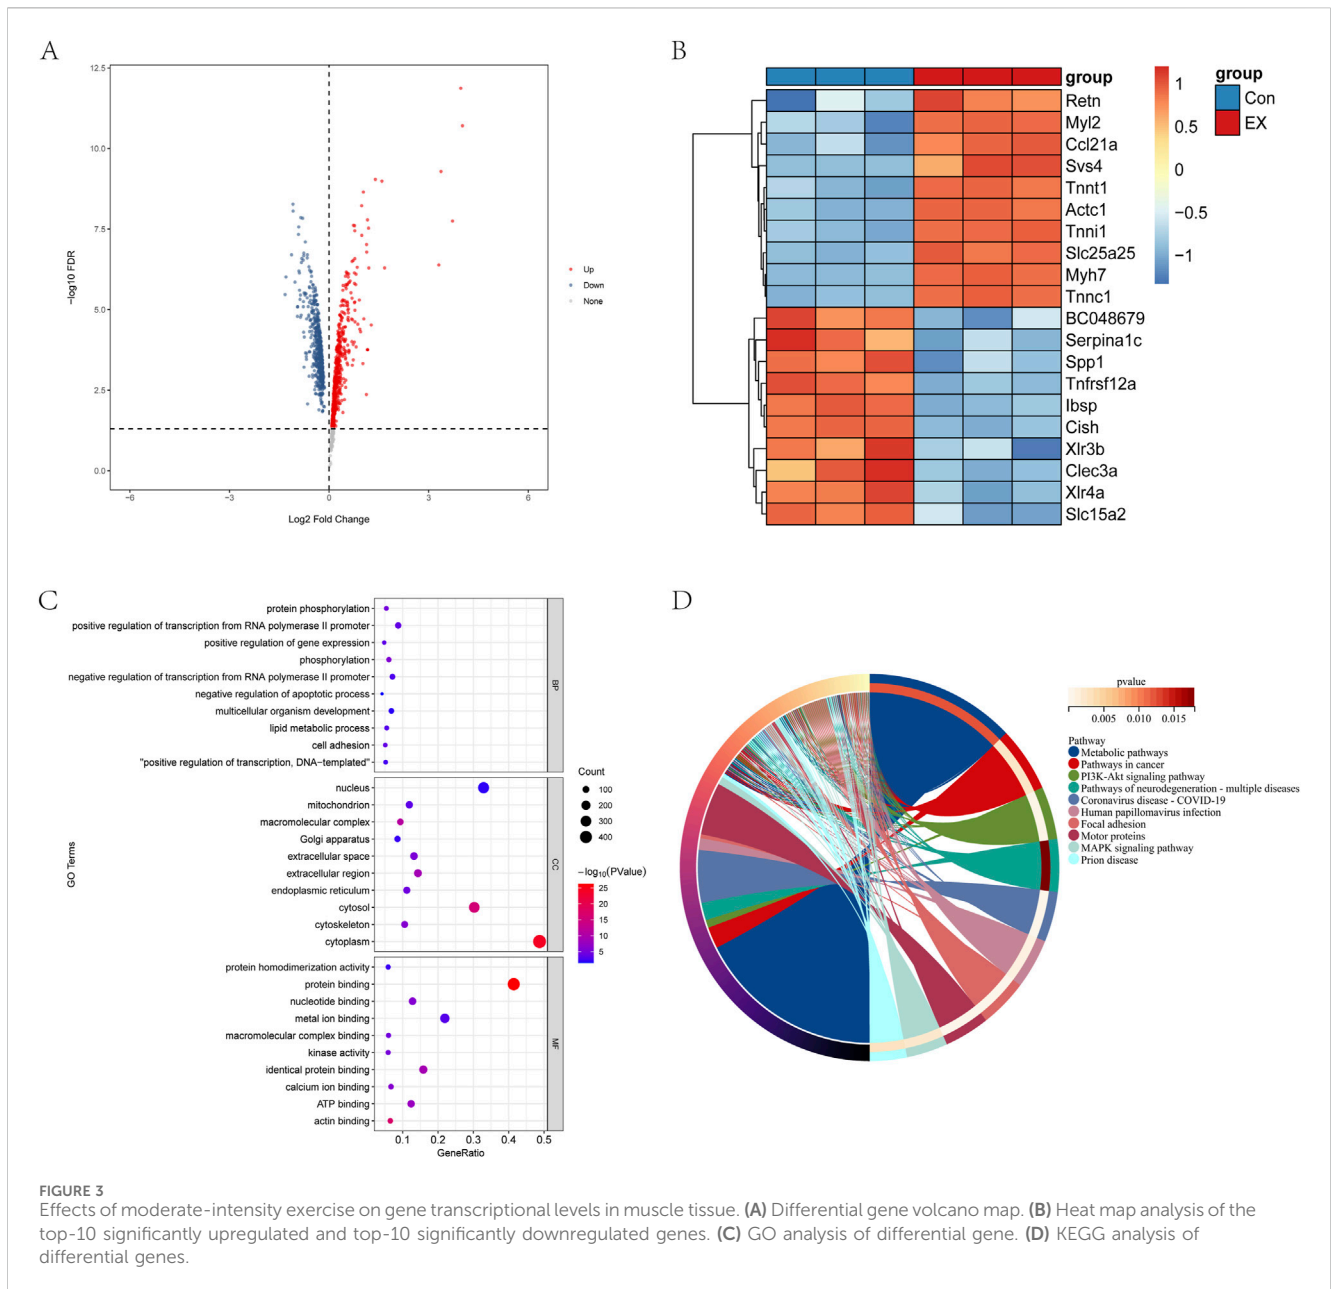 A
12.5
10.0
7.5
5.0
2.5
0.0
−log10 FDR
−6
−3
0
3
6
Log2 Fold Change
Up
Down
None
B
group
Retn
Myl2
Ccl21a
Svs4
Tnnt1
Actc1
Tnni1
Slc25a25
Myh7
Tnnc1
BC048679
Serpina1c
Spp1
Tnfrsf12a
Ibsp
Cish
Xlr3b
Clec3a
Xlr4a
Slc15a2
1
0.5
0
−0.5
−1
group
Con
EX
C
GO Terms
protein phosphorylation
positive regulation of transcription from RNA polymerase II promoter
positive regulation of gene expression
phosphorylation
negative regulation of transcription from RNA polymerase II promoter
negative regulation of apoptotic process
multicellular organism development
lipid metabolic process
cell adhesion
"positive regulation of transcription, DNA−templated"
BP
nucleus
mitochondrion
macromolecular complex
Golgi apparatus
extracellular space
extracellular region
endoplasmic reticulum
cytosol
cytoskeleton
cytoplasm
CC
protein homodimerization activity
protein binding
nucleotide binding
metal ion binding
macromolecular complex binding
kinase activity
identical protein binding
calcium ion binding
ATP binding
actin binding
MF
0.1
0.2
0.3
0.4
0.5
GeneRatio
Count
100
200
300
400
−log10(PValue)
25
20
15
10
5
D
pvalue
0.005
0.010
0.015
Pathway
Metabolic pathways
Pathways in cancer
PI3K-Akt signaling pathway
Pathways of neurodegeneration - multiple diseases
Coronavirus disease - COVID-19
Human papillomavirus infection
Focal adhesion
Motor proteins
MAPK signaling pathway
Prion disease
FIGURE 3
Effects of moderate-intensity exercise on gene transcriptional levels in muscle tissue. (A) Differential gene volcano map. (B) Heat map analysis of the
top-10 significantly upregulated and top-10 significantly downregulated genes. (C) GO analysis of differential gene. (D) KEGG analysis of
differential genes.